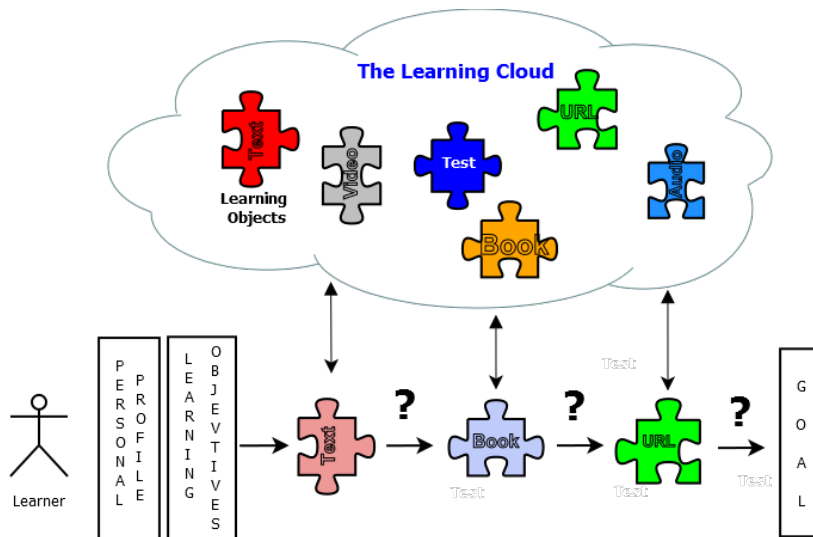 The Learning Cloud
Text
Video
Test
URL
Audio
Book
Learning
Objects
Test
PERSONAL
PROFILE
LEARNING
OBJEVTIVES
Text
?
Book
?
URL
?
GOAL
Learner
Test
Test
Test